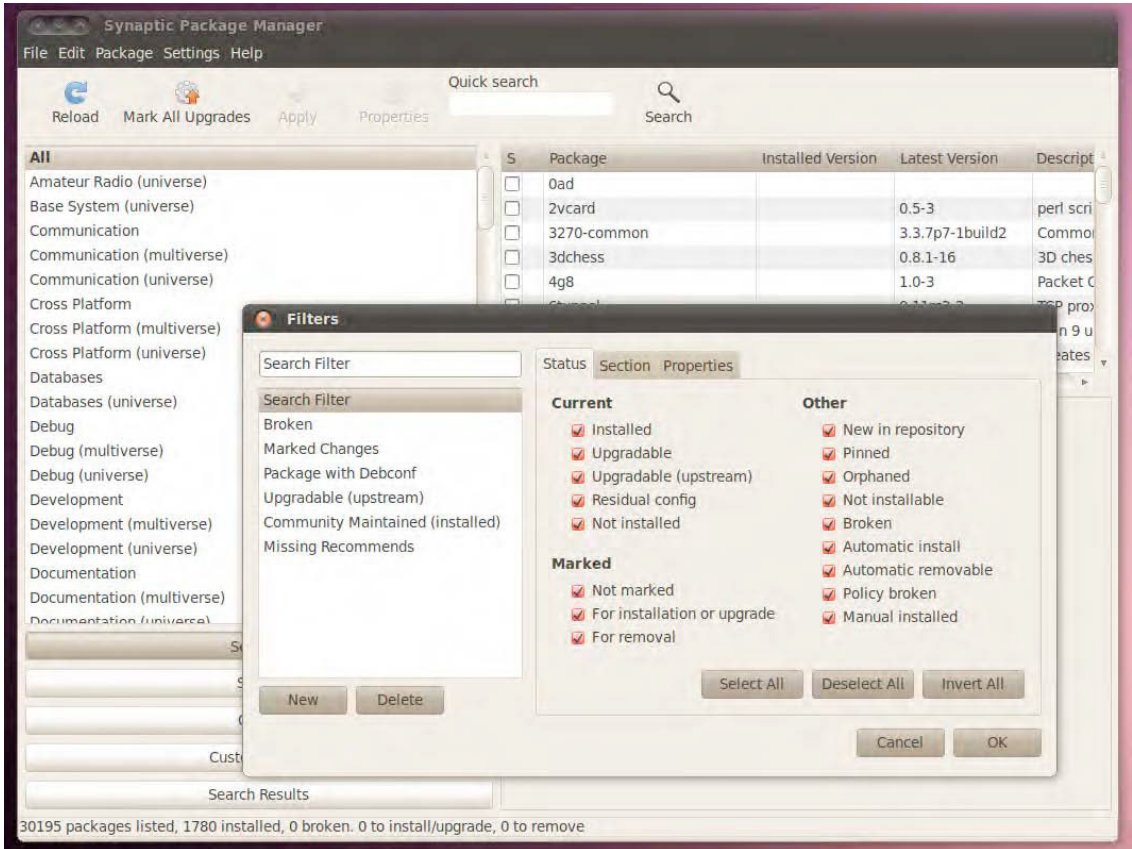 Synaptic Package Manager
File Edit Package Settings Help
Quick search
Reload Mark All Upgrades Apply Properties Search
All
Amateur Radio (universe)
Base System (universe)
Communication
Communication (multiverse)
Communication (universe)
Cross Platform
Cross Platform (multiverse)
Cross Platform (universe)
Databases
Databases (universe)
Debug
Debug (multiverse)
Debug (universe)
Development
Development (multiverse)
Development (universe)
Documentation
Documentation (multiverse)
Documentation (universe)
S Package Installed Version Latest Version Descript
0ad
2vcard 0.5-3 perl scri
3270-common 3.3.7p7-1build2 Commo
3dchess 0.8.1-16 3D ches
4g8 1.0-3 Packet C
Filters
Search Filter
Search Filter
Broken
Marked Changes
Package with Debconf
Upgradable (upstream)
Community Maintained (installed)
Missing Recommends
New Delete
Status Section Properties
Current
Installed
Upgradable
Upgradable (upstream)
Residual config
Not installed
Marked
Not marked
For installation or upgrade
For removal
Other
New in repository
Pinned
Orphaned
Not installable
Broken
Automatic install
Automatic removable
Policy broken
Manual installed
Select All Deselect All Invert All
Cancel OK
Cust
Search Results
30195 packages listed, 1780 installed, 0 broken. 0 to install/upgrade, 0 to remove